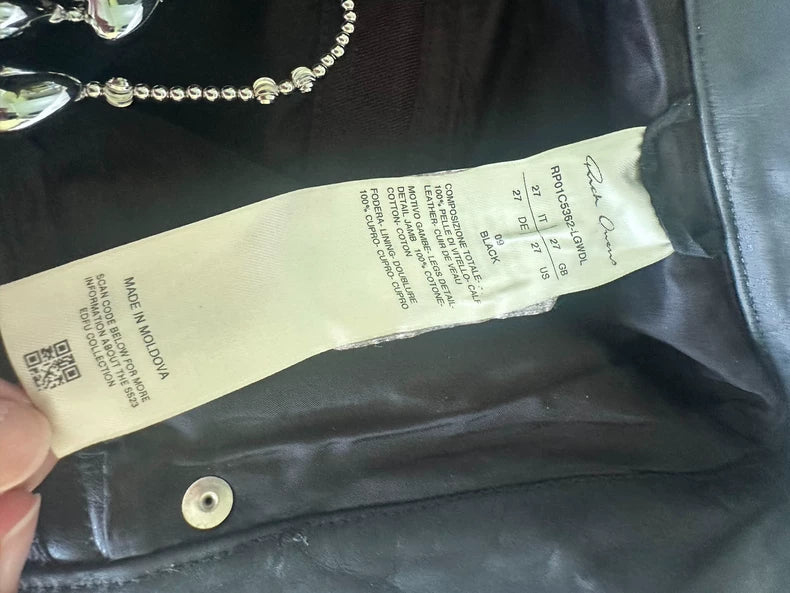 Rick Owens
RP01C5362-LGWDL
27 IT 27 GB
27 DE 27 US
09
BLACK
COMPOSIZIONE TOTALE- CALF
100% PELLE DI VITELLO- CALF
LEATHER- CUIR DE VEAU
MOTIVO GAMBE- LEGS DETAIL-
DETAIL JAMB 100% COTONE-
COTTON- COTON
FODERA- LINING- DOUBLURE
100% CUPRO- CUPRO- CUPRO
MADE IN MOLDOVA
SCAN CODE BELOW FOR MORE
INFORMATION ABOUT THE SS23
EDFU COLLECTION